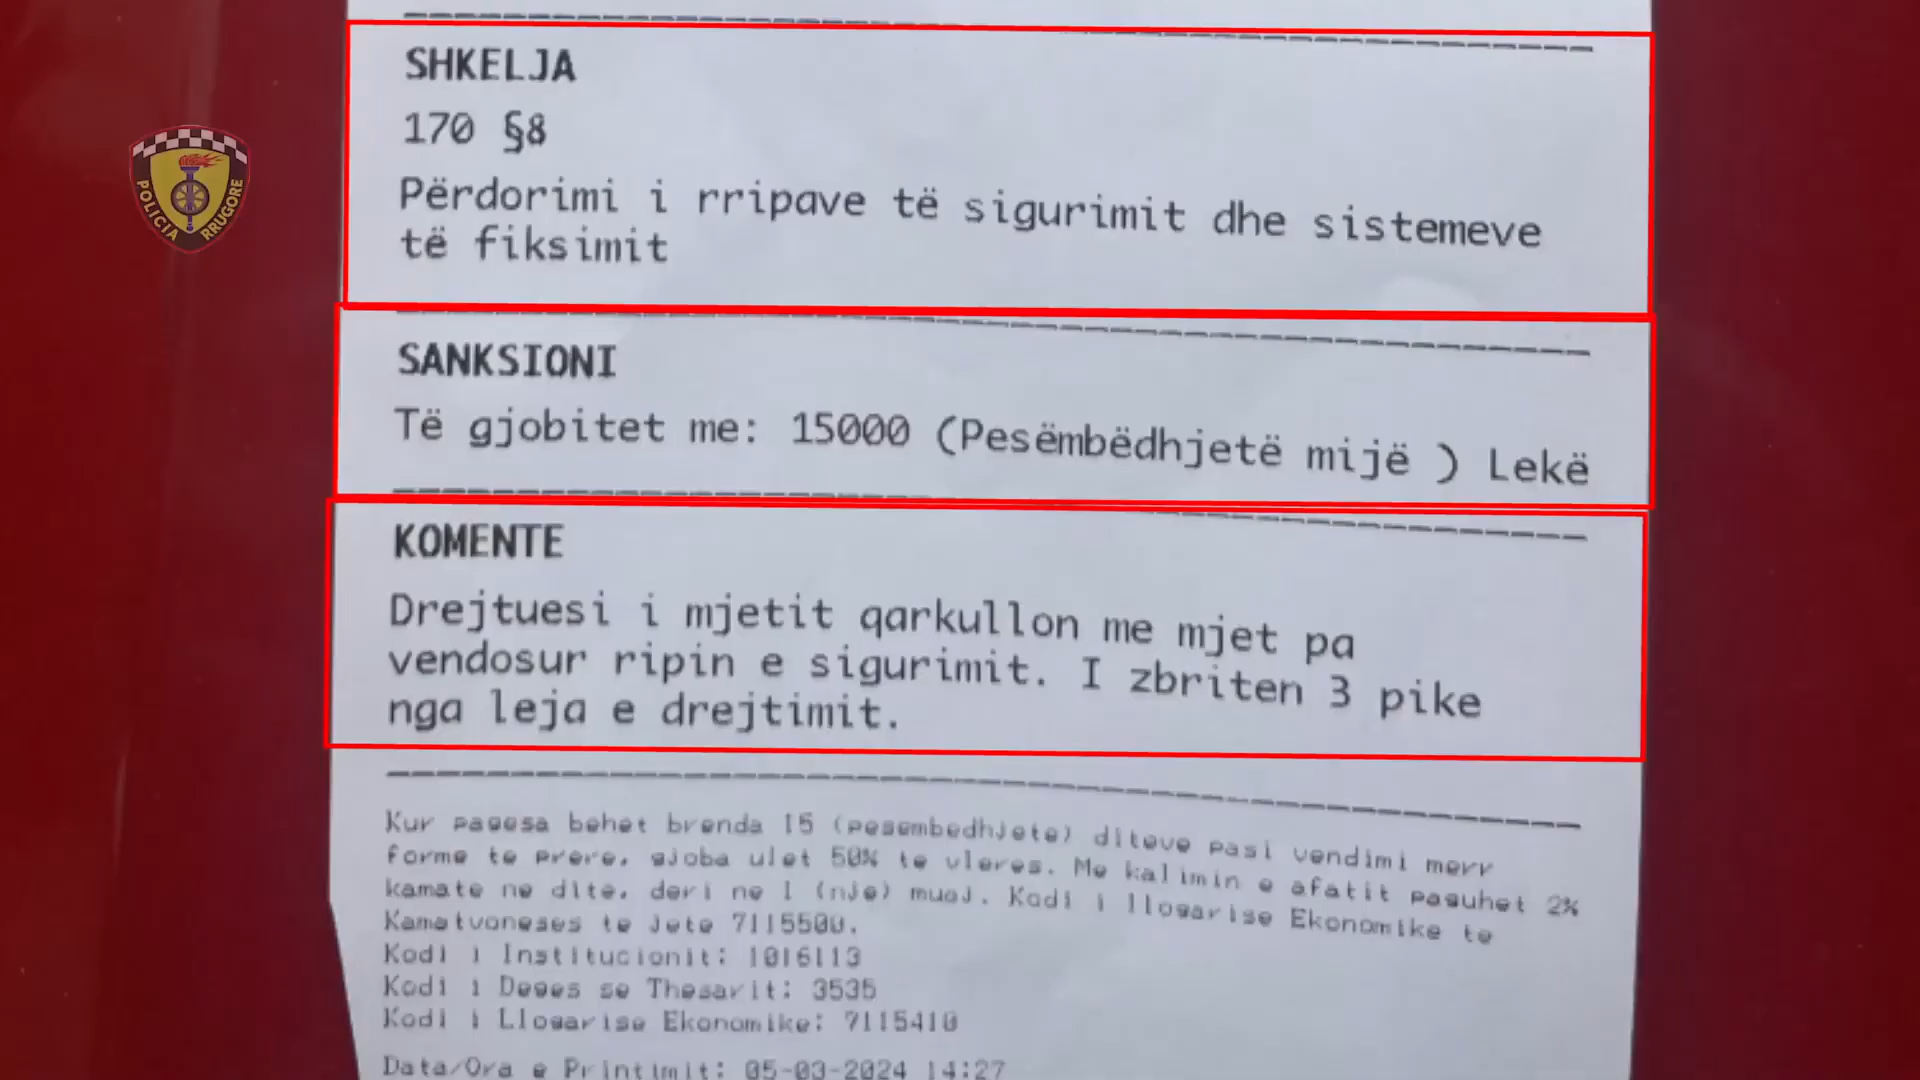 POLICIA RRUGORE
SHKELJA
170 §8
Përdorimi i rripave të sigurimit dhe sistemeve
të fiksimit
SANKSIONI
Të gjobitet me: 15000 (Pesëmbëdhjetë mijë ) Lekë
KOMENTE
Drejtuesi i mjetit qarkullon me mjet pa
vendosur ripin e sigurimit. I zbriten 3 pike
nga leja e drejtimit.
Kur pagesa behet brenda 15 (pesembedhjete) diteve pasi vendimi merr
forme te prere, gjoba ulet 50% te vleres. Me kalimin e afatit paguhet 2%
kamate ne dite, deri ne 1 (nje) muaj. Kodi i llogarise Ekonomike te
Kamatvoneses te jete 7115500.
Kodi i Institucionit: 1016113
Kodi i Deges se Thesarit: 3535
Kodi i Llogarise Ekonomike: 7115410
Data/Ora e Printimit: 05-03-2024 14:27